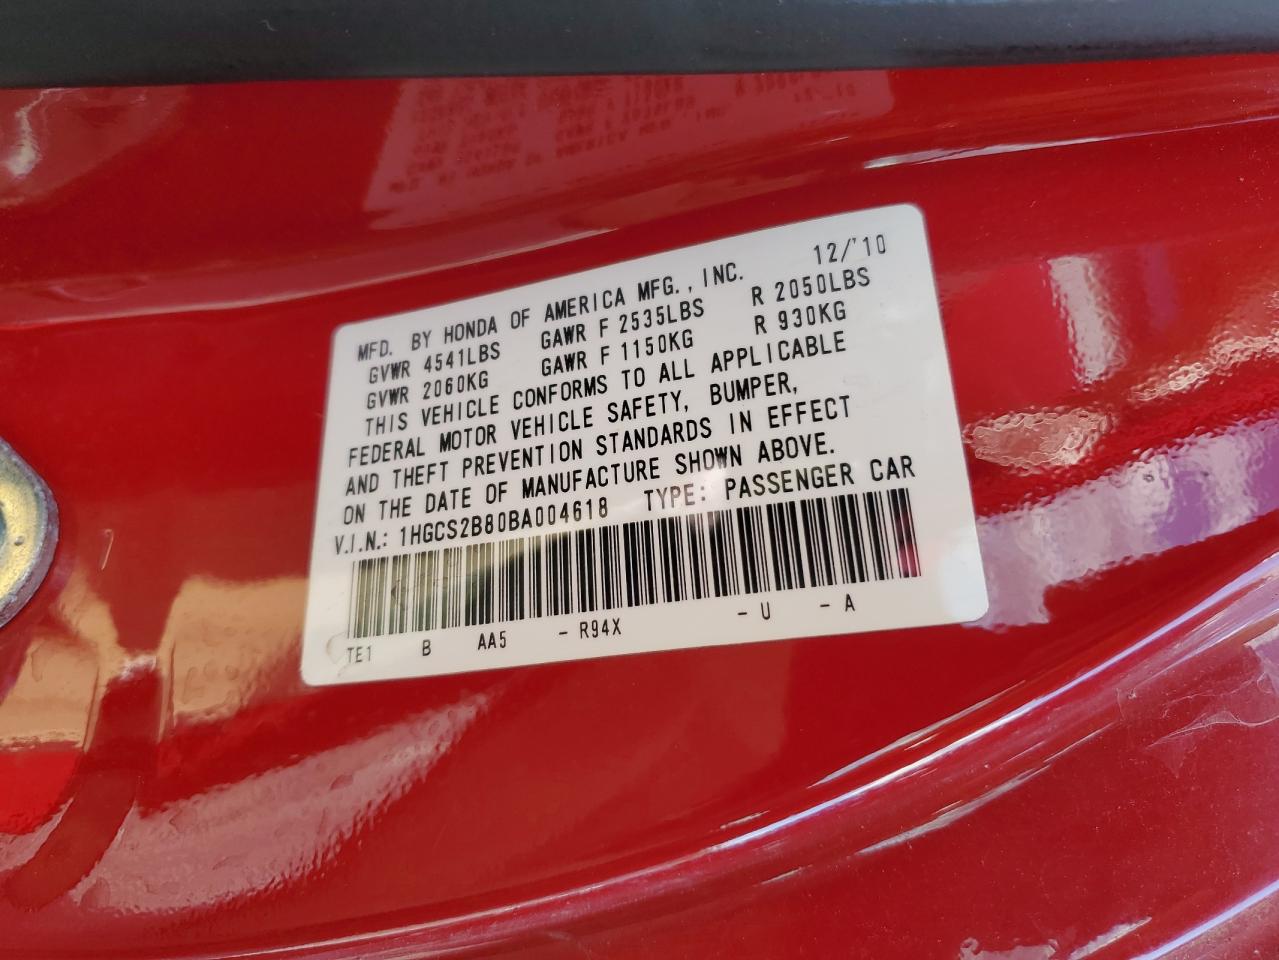 MFD. BY HONDA OF AMERICA MFG., INC. 12/'10
GVWR 4541LBS GAWR F 2535LBS R 2050LBS
GVWR 2060KG GAWR F 1150KG R 930KG
THIS VEHICLE CONFORMS TO ALL APPLICABLE
FEDERAL MOTOR VEHICLE SAFETY, BUMPER,
AND THEFT PREVENTION STANDARDS IN EFFECT
ON THE DATE OF MANUFACTURE SHOWN ABOVE.
V.I.N.: 1HGCS2B80BA004618 TYPE: PASSENGER CAR
TE1 B AA5 - R94X - U - A